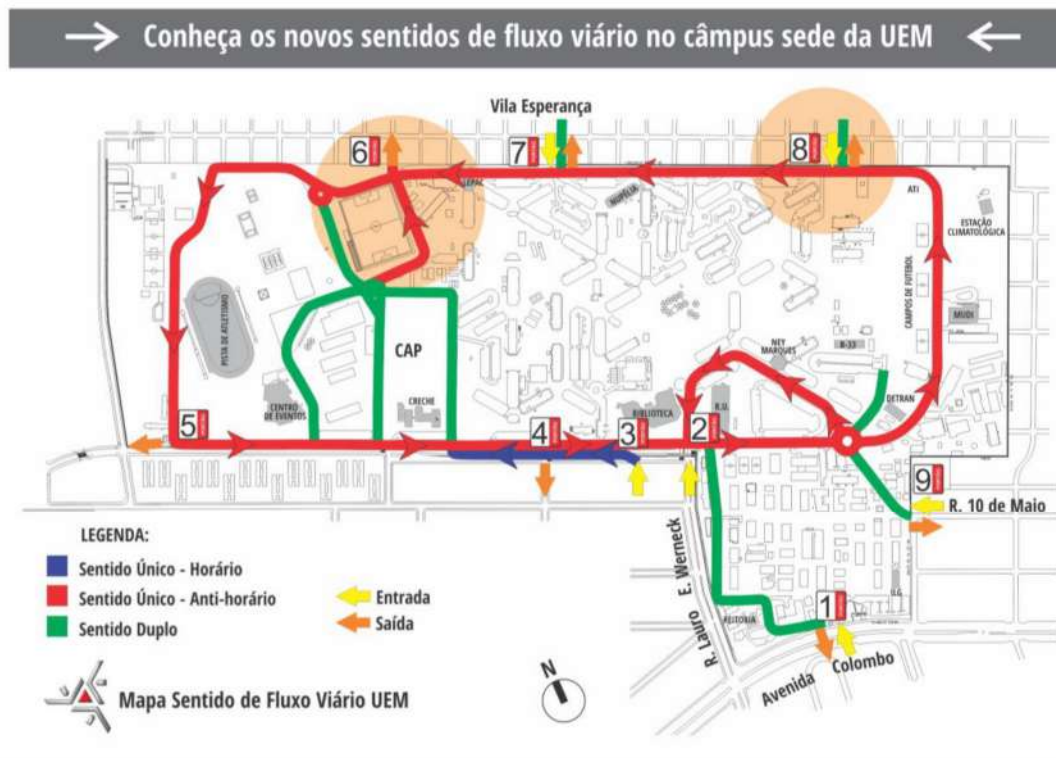 Conheça os novos sentidos de fluxo viário no câmpus sede da UEM
Vila Esperança
6
7
8
LEPAC
NUPÉLIA
ATI
ESTAÇÃO
CLIMATOLÓGICA
CAMPOS DE FUTEBOL
PISTA DE ATLETISMO
MUDI
CAP
NEY
MARQUES
B-33
CENTRO
DE EVENTOS
CRECHE
BIBLIOTECA
R.U.
DETRAN
5
4
3
2
9
R. 10 de Maio
LEGENDA:
Sentido Único - Horário
Sentido Único - Anti-horário
Sentido Duplo
Entrada
Saída
R. Lauro E. Werneck
REITORIA
1
Avenida Colombo
N
Mapa Sentido de Fluxo Viário UEM